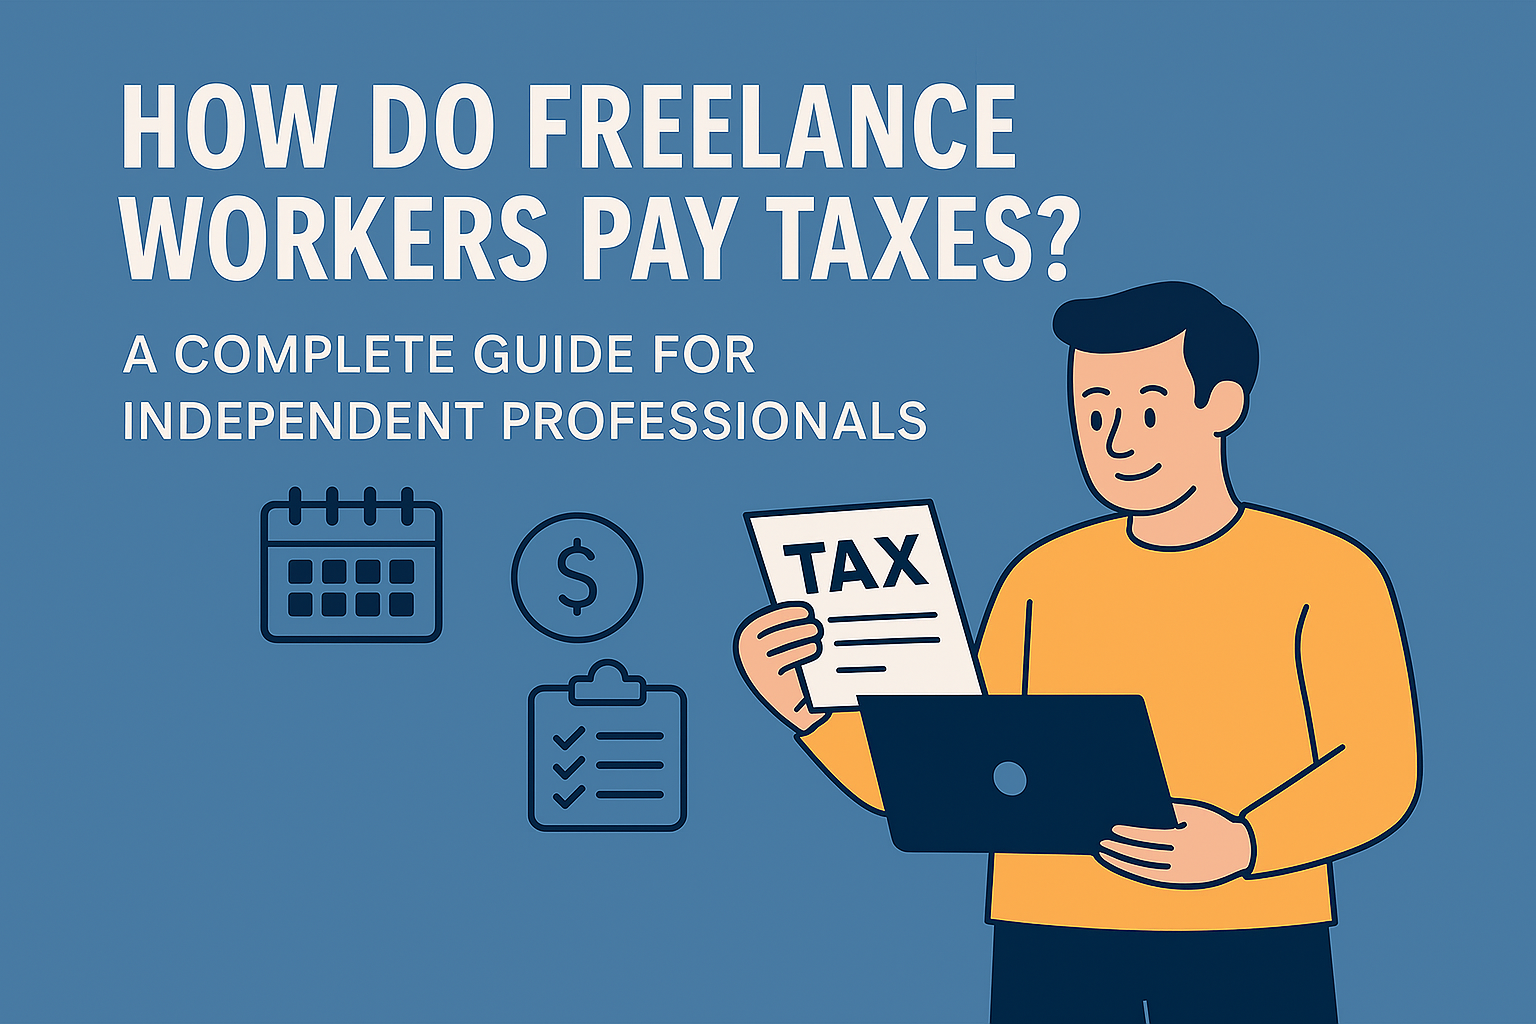 HOW DO FREELANCE
WORKERS PAY TAXES?
A COMPLETE GUIDE FOR
INDEPENDENT PROFESSIONALS
$
TAX